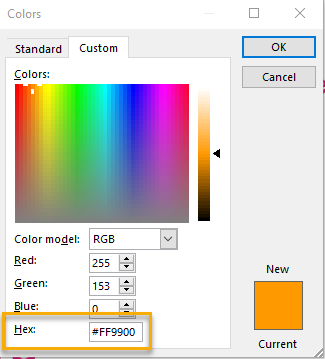 Colors
Standard
Custom
OK
Cancel
Colors:
Color model: RGB
Red: 255
Green: 153
Blue: 0
Hex: #FF9900
New
Current